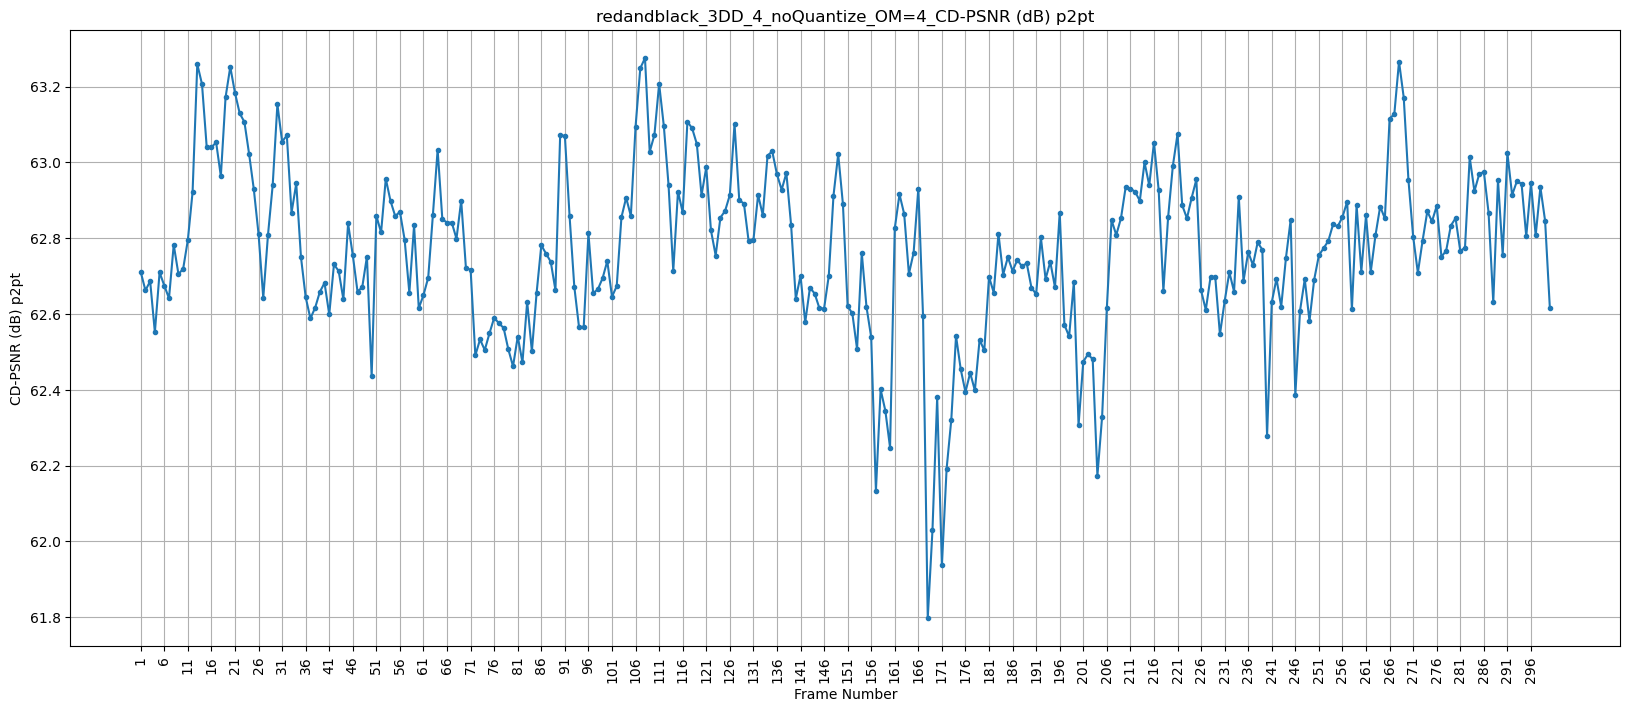 redandblack_3DD_4_noQuantize_OM=4_CD-PSNR (dB) p2pt
CD-PSNR (dB) p2pt
63.2
63.0
62.8
62.6
62.4
62.2
62.0
61.8
1 6 11 16 21 26 31 36 41 46 51 56 61 66 71 76 81 86 91 96 101 106 111 116 121 126 131 136 141 146 151 156 161 166 171 176 181 186 191 196 201 206 211 216 221 226 231 236 241 246 251 256 261 266 271 276 281 286 291 296
Frame Number